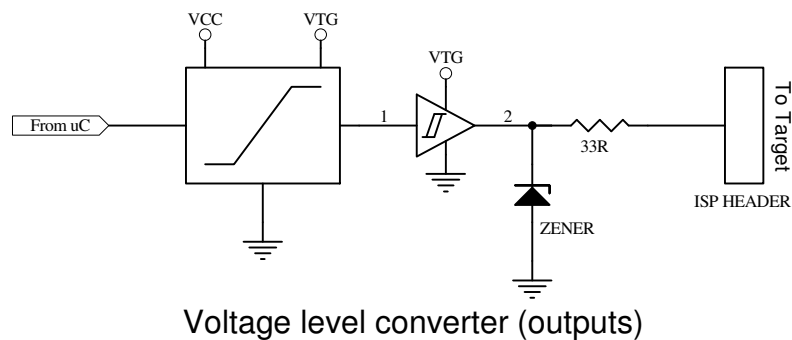 VCC
VTG
VTG
From uC
1
2
33R
To Target
ISP HEADER
ZENER
Voltage level converter (outputs)